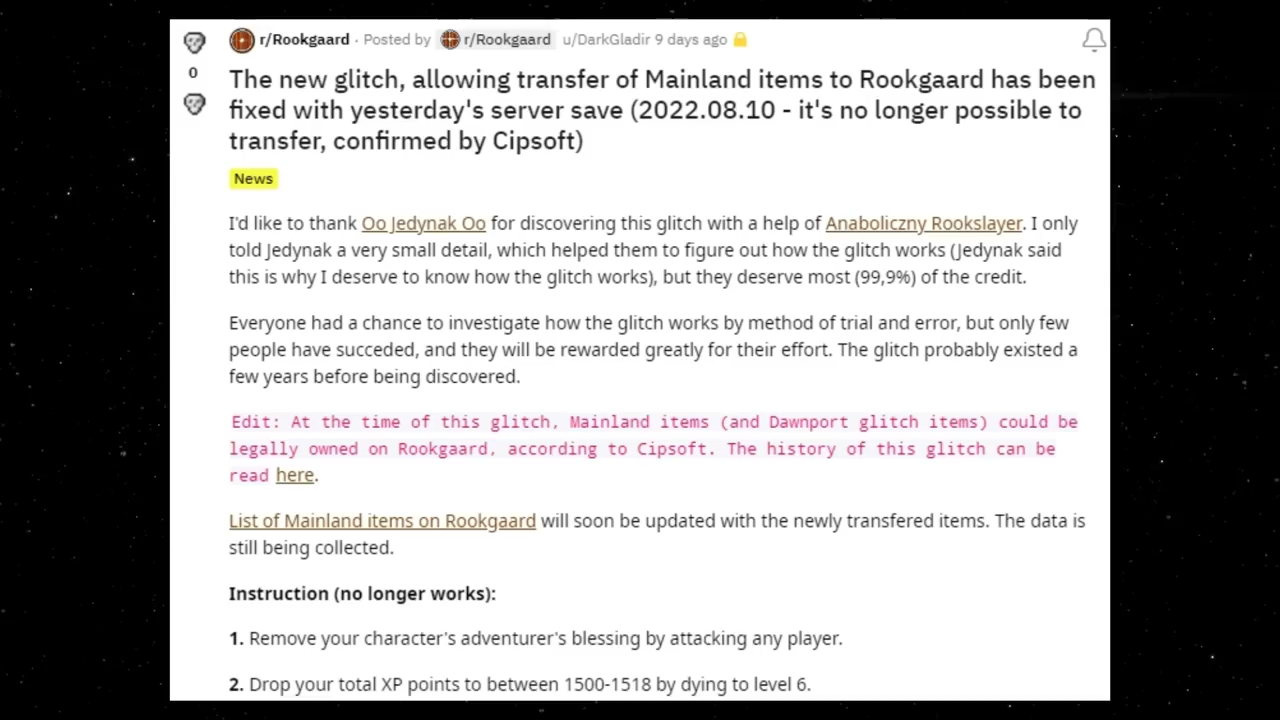 r/Rookgaard · Posted by r/Rookgaard u/DarkGladir 9 days ago
0
The new glitch, allowing transfer of Mainland items to Rookgaard has been
fixed with yesterday's server save (2022.08.10 - it's no longer possible to
transfer, confirmed by Cipsoft)
News
I'd like to thank Oo Jedynak Oo for discovering this glitch with a help of Anaboliczny Rookslayer. I only
told Jedynak a very small detail, which helped them to figure out how the glitch works (Jedynak said
this is why I deserve to know how the glitch works), but they deserve most (99,9%) of the credit.
Everyone had a chance to investigate how the glitch works by method of trial and error, but only few
people have succeded, and they will be rewarded greatly for their effort. The glitch probably existed a
few years before being discovered.
Edit: At the time of this glitch, Mainland items (and Dawnport glitch items) could be
legally owned on Rookgaard, according to Cipsoft. The history of this glitch can be
read here.
List of Mainland items on Rookgaard will soon be updated with the newly transfered items. The data is
still being collected.
Instruction (no longer works):
1. Remove your character's adventurer's blessing by attacking any player.
2. Drop your total XP points to between 1500-1518 by dying to level 6.